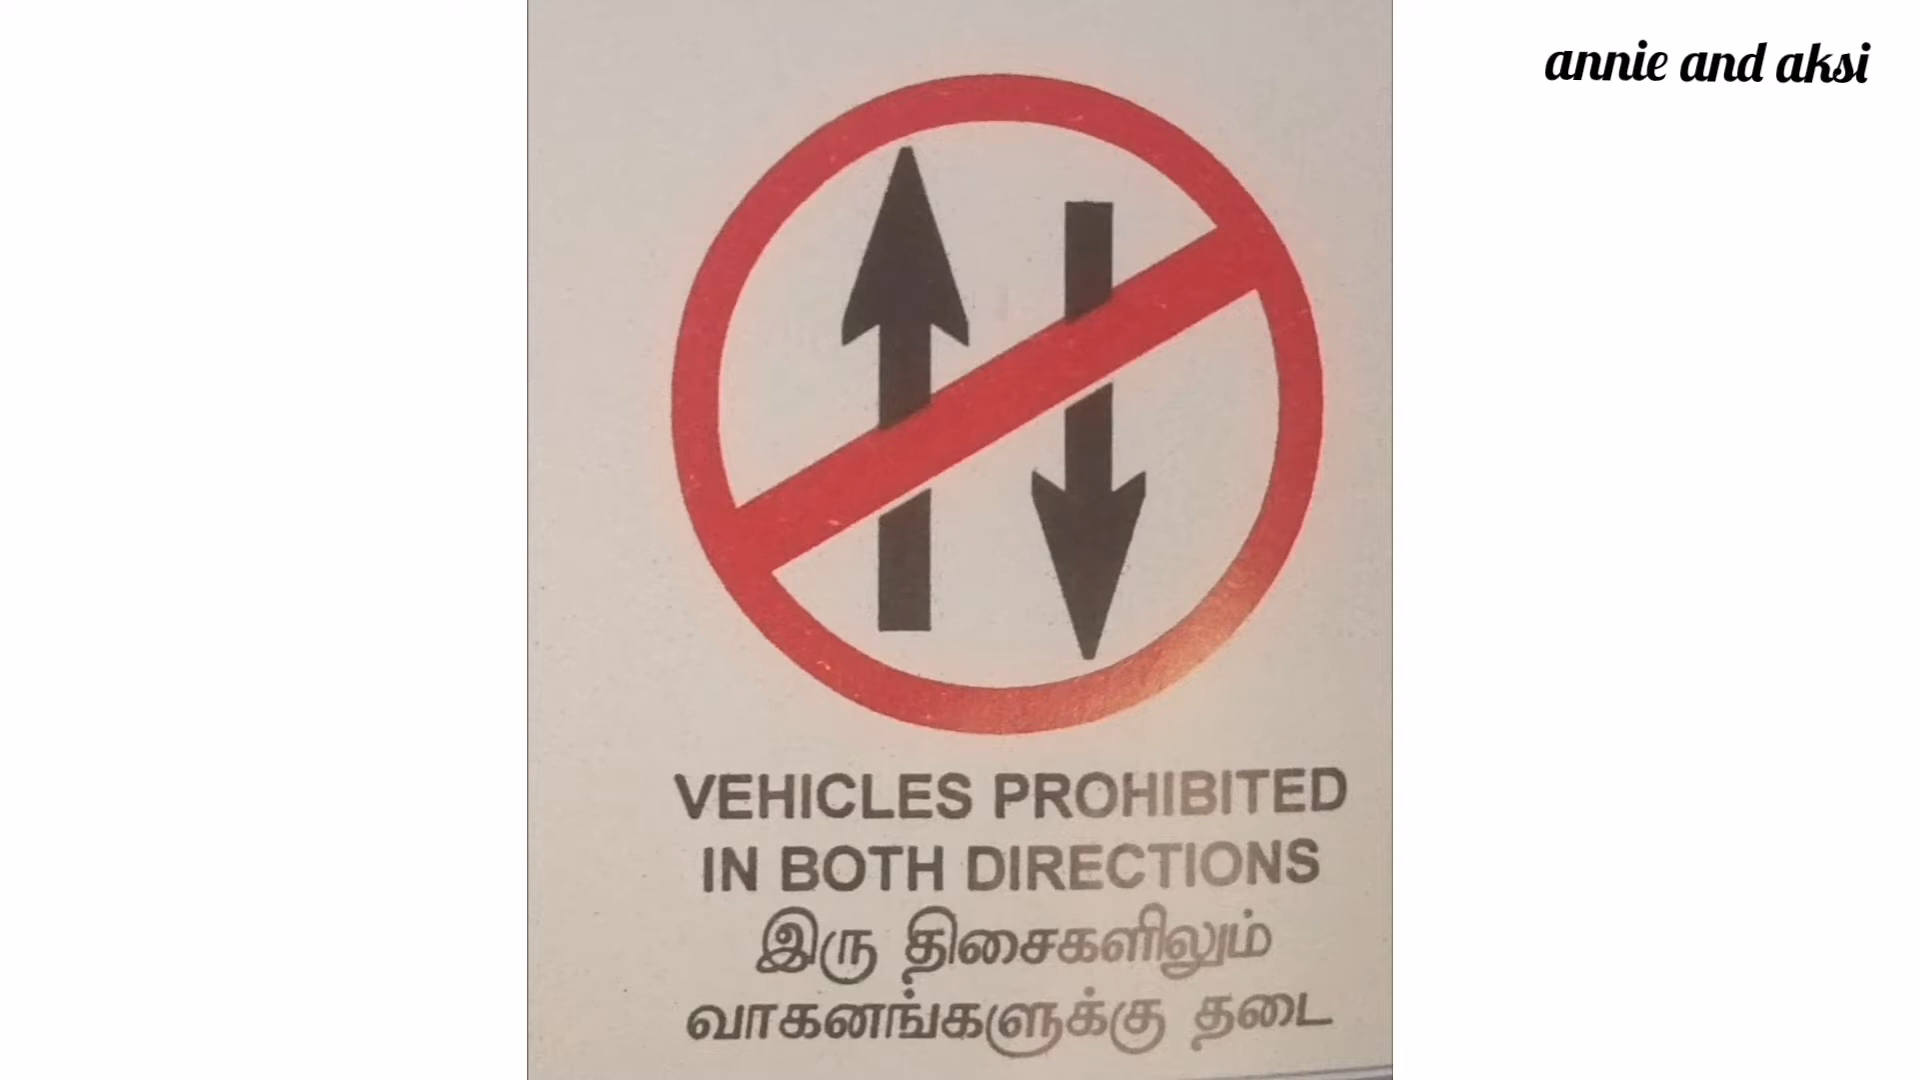 annie and aksi
VEHICLES PROHIBITED
IN BOTH DIRECTIONS
இரு திசைகளிலும்
வாகனங்களுக்கு தடை